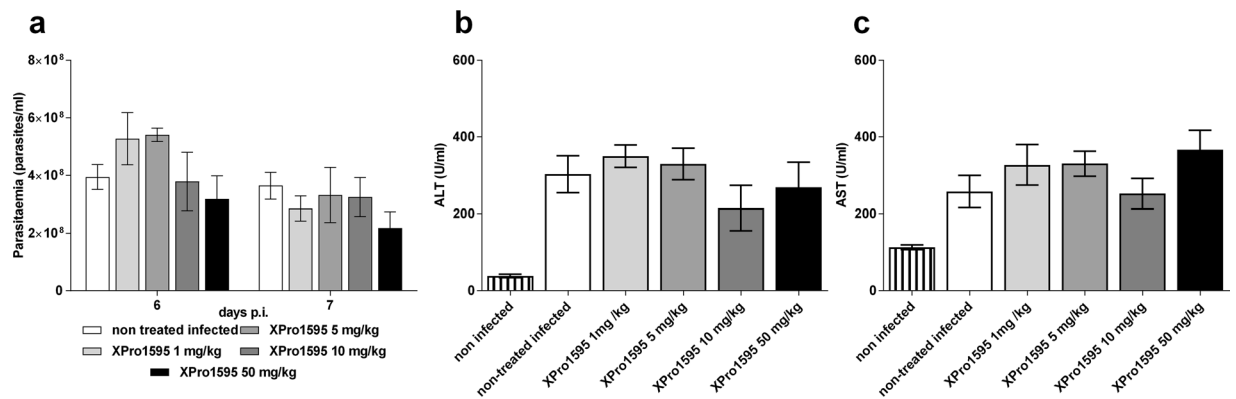 a
Parasitaemia (parasites/ml)
8×10⁸
6×10⁸
4×10⁸
2×10⁸
0
6
7
days p.i.
non treated infected
XPro1595 5 mg/kg
XPro1595 1 mg/kg
XPro1595 10 mg/kg
XPro1595 50 mg/kg
b
ALT (U/ml)
600
400
200
0
non infected
non-treated infected
XPro1595 1mg /kg
XPro1595 5 mg/kg
XPro1595 10 mg/kg
XPro1595 50 mg/kg
c
AST (U/ml)
600
400
200
0
non infected
non-treated infected
XPro1595 1mg /kg
XPro1595 5 mg/kg
XPro1595 10 mg/kg
XPro1595 50 mg/kg